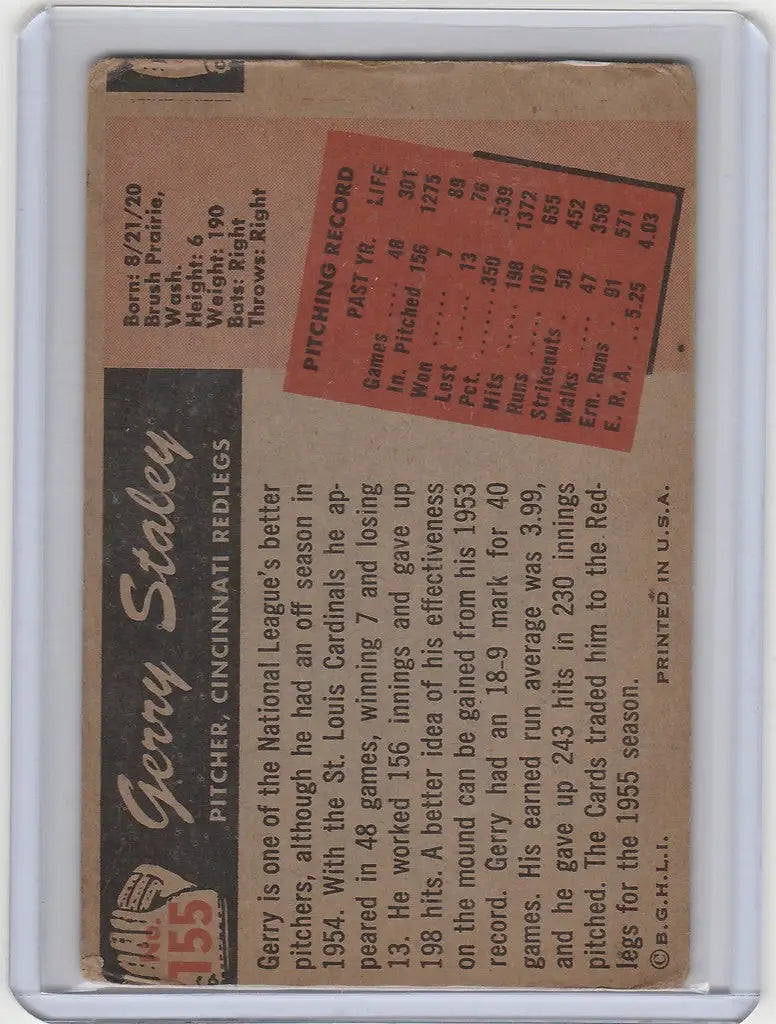 No.
155
Gerry Staley
PITCHER, CINCINNATI REDLEGS
Born: 8/21/20
Brush Prairie,
Wash.
Height: 6
Weight: 190
Bats: Right
Throws: Right
Gerry is one of the National League's better
pitchers, although he had an off season in
1954. With the St. Louis Cardinals he ap-
peared in 48 games, winning 7 and losing
13. He worked 156 innings and gave up
198 hits. A better idea of his effectiveness
on the mound can be gained from his 1953
record. Gerry had an 18-9 mark for 40
games. His earned run average was 3.99,
and he gave up 243 hits in 230 innings
pitched. The Cards traded him to the Red-
legs for the 1955 season.
PITCHING RECORD
PAST YR. LIFE
Games .... 48 301
In. Pitched 156 1275
Won ...... 7 89
Lost ...... 13 76
Pct. ....... .350 .539
Hits ..... 198 1372
Runs ..... 107 655
Strikeouts . 50 452
Walks .... 47 358
Ern. Runs . 91 571
E. R. A. .. 5.25 4.03
© B.G.H.L.I. PRINTED IN U.S.A.